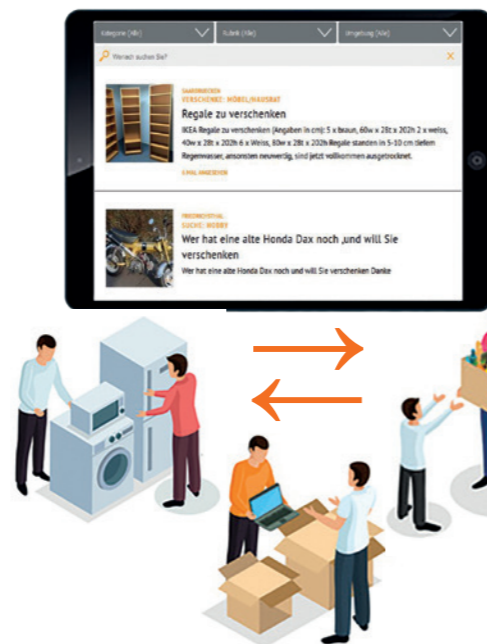 Kategorie (Alle)
Rubrik (Alle)
Umgebung (Alle)
Wonach suchen Sie?
SAARBRÜCKEN
VERSCHENKE: MÖBEL/HAUSRAT
Regale zu verschenken
IKEA Regale zu verschenken (Angaben in cm): 5 x braun, 60w x 28t x 202h 2 x weiss,
40w x 28t x 202h 6 x Weiss, 80w x 28t x 202h Regale standen in 5-10 cm tiefem
Regenwasser, ansonsten neuwertig, sind jetzt vollkommen ausgetrocknet.
E-MAIL ANZEIGEN
FRIEDRICHSTHAL
SUCHE: HOBBY
Wer hat eine alte Honda Dax noch ,und will Sie
verschenken
Wer hat eine alte Honda Dax noch und will Sie verschenken Danke